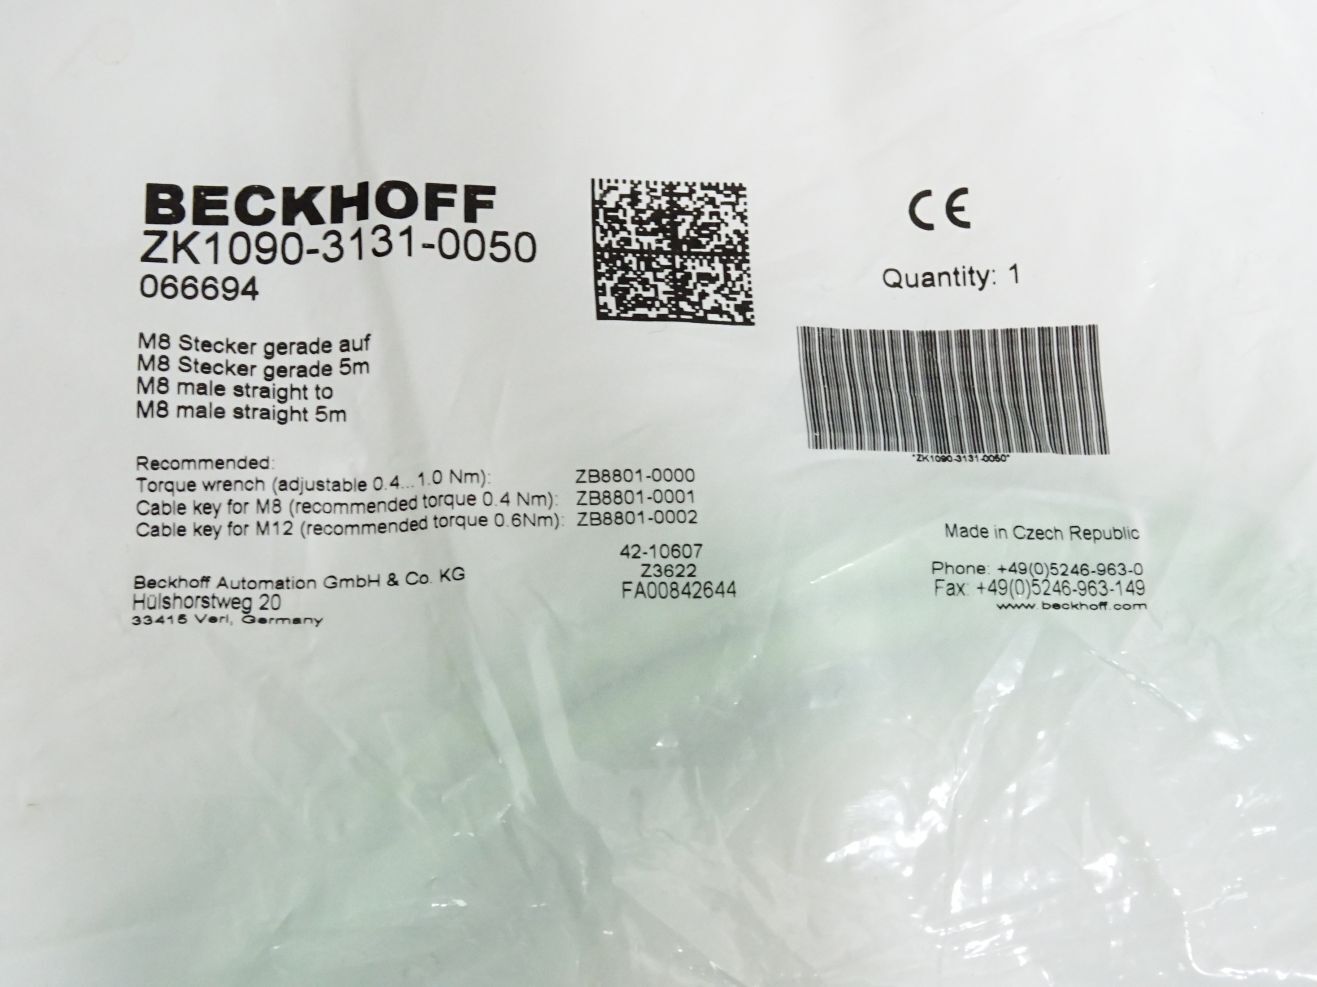 BECKHOFF
ZK1090-3131-0050
066694
M8 Stecker gerade auf
M8 Stecker gerade 5m
M8 male straight to
M8 male straight 5m
Recommended:
Torque wrench (adjustable 0.4...1.0 Nm): ZB8801-0000
Cable key for M8 (recommended torque 0.4 Nm): ZB8801-0001
Cable key for M12 (recommended torque 0.6Nm): ZB8801-0002
42-10607
Z3622
FA00842644
Beckhoff Automation GmbH & Co. KG
Hülshorstweg 20
33415 Verl, Germany
CE
Quantity: 1
*ZK1090-3131-0050*
Made in Czech Republic
Phone: +49(0)5246-963-0
Fax: +49(0)5246-963-149
www.beckhoff.com